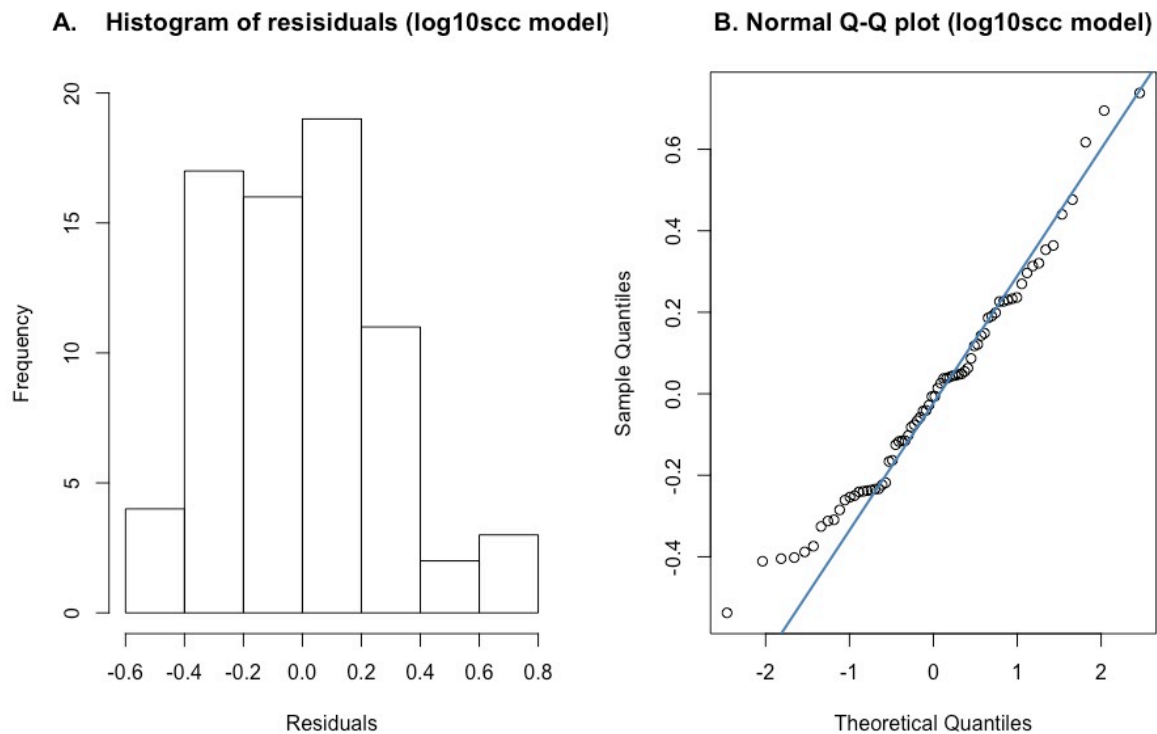 A. Histogram of resisiduals (log10scc model)
Frequency
20
15
10
5
0
-0.6 -0.4 -0.2 0.0 0.2 0.4 0.6 0.8
Residuals
B. Normal Q-Q plot (log10scc model)
Sample Quantiles
0.6
0.4
0.2
0.0
-0.2
-0.4
-2 -1 0 1 2
Theoretical Quantiles